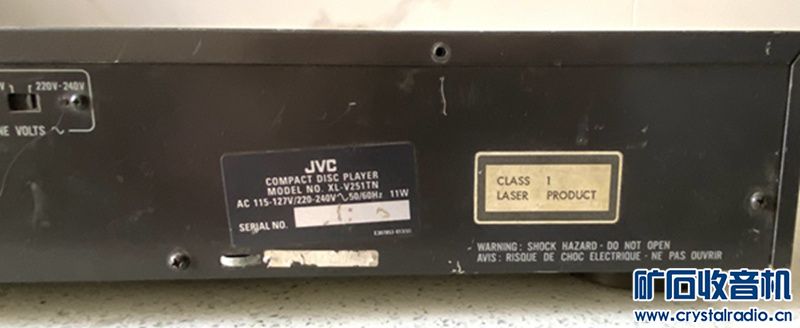 220V-240V
VOLTS ~
JVC
COMPACT DISC PLAYER
MODEL NO. XL-V251TN
AC 115-127V/220-240V~50/60Hz 11W
SERIAL NO.
CLASS 1
LASER PRODUCT
WARNING: SHOCK HAZARD - DO NOT OPEN
AVIS: RISQUE DE CHOC ELECTRIQUE - NE PAS OUVRIR
矿石收音机
www.crystalradio.cn